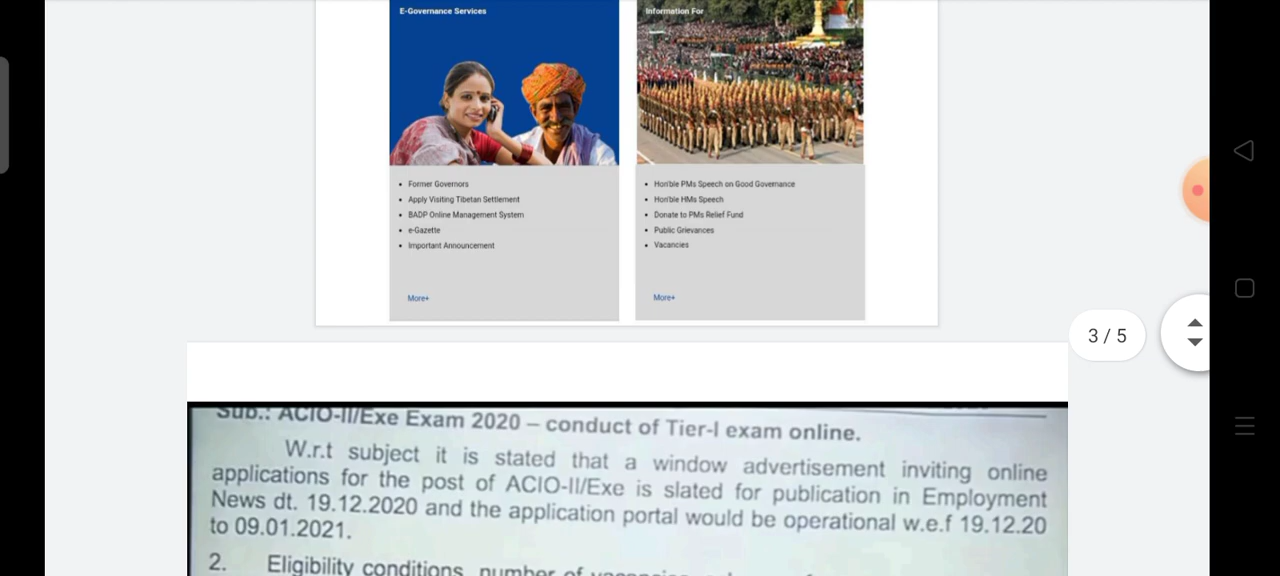 E-Governance Services
Information For
Former Governors
Apply Visiting Tibetan Settlement
BADP Online Management System
e-Gazette
Important Announcement
More+
Hon'ble PMs Speech on Good Governance
Hon'ble HMs Speech
Donate to PMs Relief Fund
Public Grievances
Vacancies
More+
3 / 5
Sub.: ACIO-II/Exe Exam 2020 – conduct of Tier-I exam online.
W.r.t subject it is stated that a window advertisement inviting online
applications for the post of ACIO-II/Exe is slated for publication in Employment
News dt. 19.12.2020 and the application portal would be operational w.e.f 19.12.20
to 09.01.2021.
2. Eligibility conditions, number of